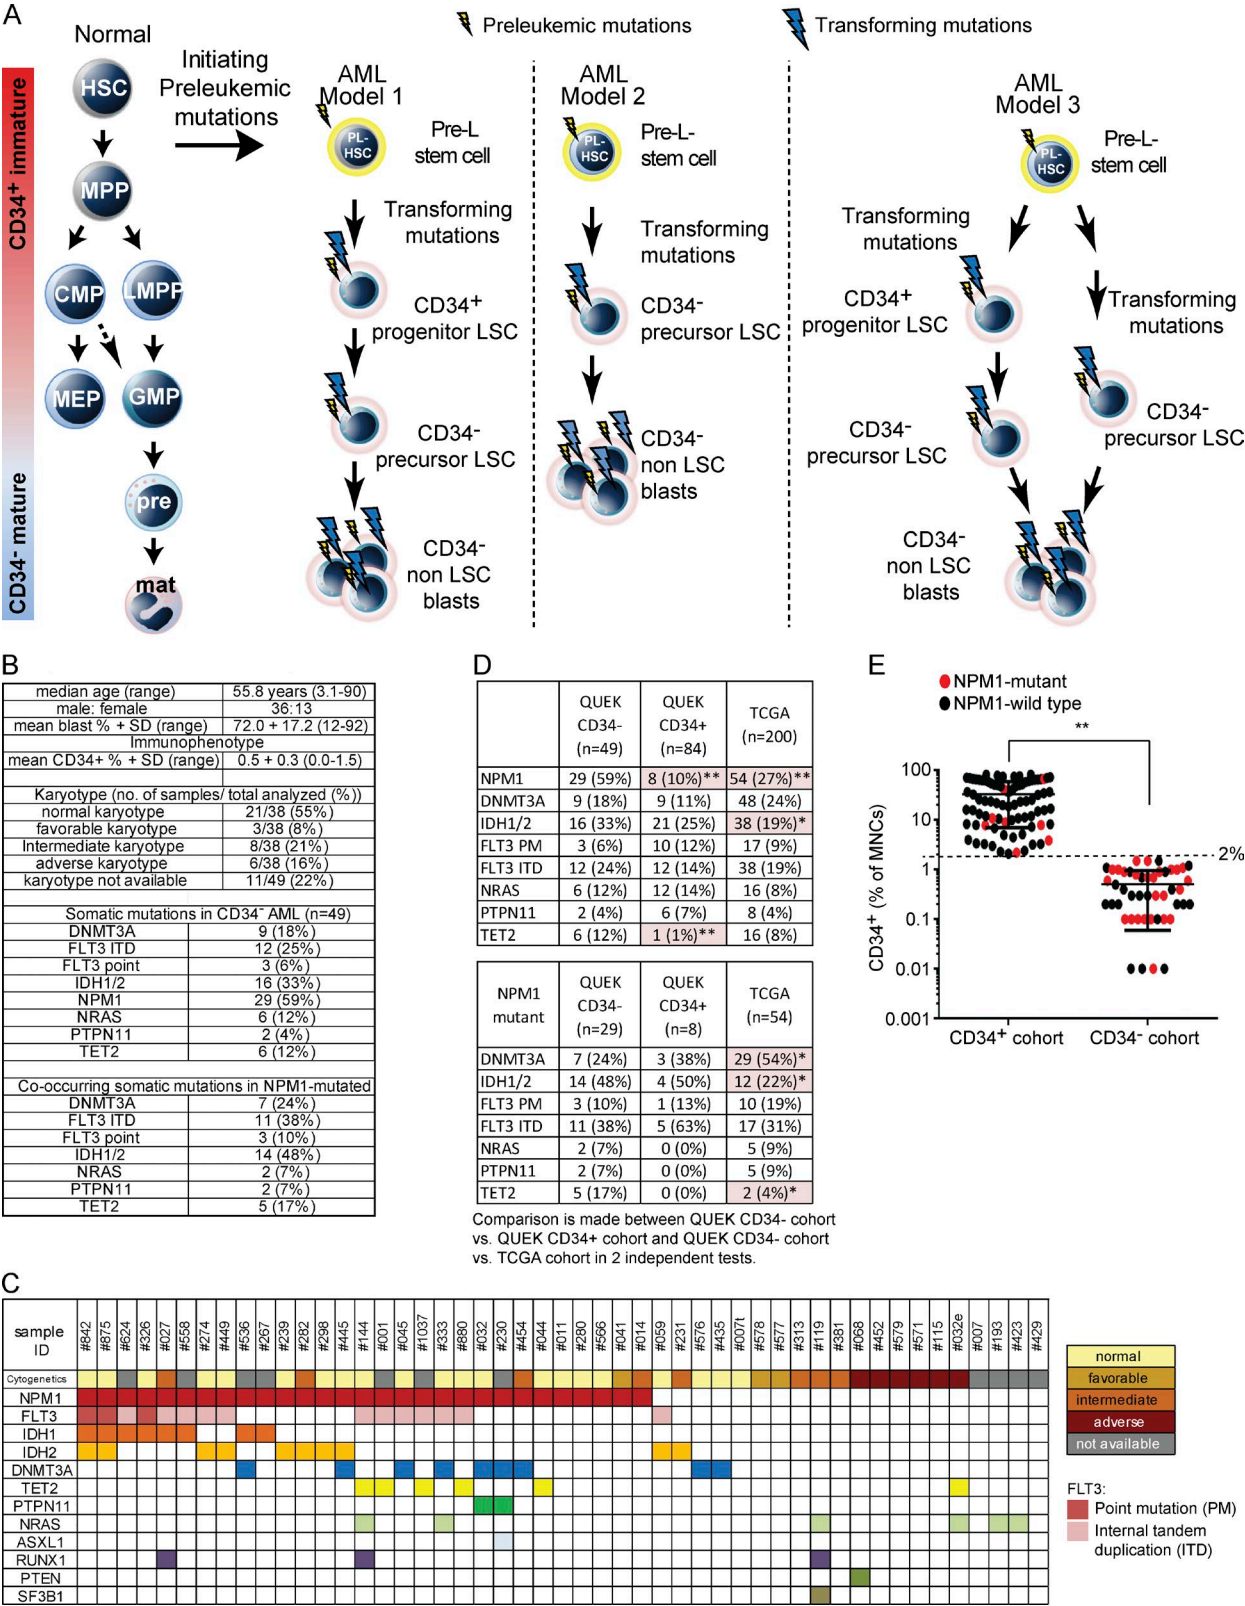 A
Preleukemic mutations
Transforming mutations
CD34+ immature
CD34- mature
Normal
HSC
MPP
CMP
LMPP
MEP
GMP
pre
mat
Initiating
Preleukemic
mutations
AML
Model 1
PL-
HSC
Pre-L
stem cell
Transforming
mutations
CD34+
progenitor LSC
CD34-
precursor LSC
CD34-
non LSC
blasts
AML
Model 2
PL-
HSC
Pre-L-
stem cell
Transforming
mutations
CD34-
precursor LSC
CD34-
non LSC
blasts
AML
Model 3
PL-
HSC
Pre-L-
stem cell
Transforming
mutations
CD34+
progenitor LSC
Transforming
mutations
CD34-
precursor LSC
CD34-
precursor LSC
CD34-
non LSC
blasts
B
median age (range) 55.8 years (3.1-90)
male: female 36:13
mean blast % + SD (range) 72.0 + 17.2 (12-92)
Immunophenotype
mean CD34+ % + SD (range) 0.5 + 0.3 (0.0-1.5)
Karyotype (no. of samples/ total analyzed (%))
normal karyotype 21/38 (55%)
favorable karyotype 3/38 (8%)
Intermediate karyotype 8/38 (21%)
adverse karyotype 6/38 (16%)
karyotype not available 11/49 (22%)
Somatic mutations in CD34- AML (n=49)
DNMT3A 9 (18%)
FLT3 ITD 12 (25%)
FLT3 point 3 (6%)
IDH1/2 16 (33%)
NPM1 29 (59%)
NRAS 6 (12%)
PTPN11 2 (4%)
TET2 6 (12%)
Co-occurring somatic mutations in NPM1-mutated
DNMT3A 7 (24%)
FLT3 ITD 11 (38%)
FLT3 point 3 (10%)
IDH1/2 14 (48%)
NRAS 2 (7%)
PTPN11 2 (7%)
TET2 5 (17%)
D
QUEK CD34- (n=49) QUEK CD34+ (n=84) TCGA (n=200)
NPM1 29 (59%) 8 (10%)** 54 (27%)**
DNMT3A 9 (18%) 9 (11%) 48 (24%)
IDH1/2 16 (33%) 21 (25%) 38 (19%)*
FLT3 PM 3 (6%) 10 (12%) 17 (9%)
FLT3 ITD 12 (24%) 12 (14%) 38 (19%)
NRAS 6 (12%) 12 (14%) 16 (8%)
PTPN11 2 (4%) 6 (7%) 8 (4%)
TET2 6 (12%) 1 (1%)** 16 (8%)
NPM1 mutant QUEK CD34- (n=29) QUEK CD34+ (n=8) TCGA (n=54)
DNMT3A 7 (24%) 3 (38%) 29 (54%)*
IDH1/2 14 (48%) 4 (50%) 12 (22%)*
FLT3 PM 3 (10%) 1 (13%) 10 (19%)
FLT3 ITD 11 (38%) 5 (63%) 17 (31%)
NRAS 2 (7%) 0 (0%) 5 (9%)
PTPN11 2 (7%) 0 (0%) 5 (9%)
TET2 5 (17%) 0 (0%) 2 (4%)*
Comparison is made between QUEK CD34- cohort
vs. QUEK CD34+ cohort and QUEK CD34- cohort
vs. TCGA cohort in 2 independent tests.
E
NPM1-mutant
NPM1-wild type
**
CD34+ (% of MNCs)
100
10
1
0.1
0.01
0.001
2%
CD34+ cohort
CD34- cohort
C
sample ID #842 #875 #624 #326 #027 #558 #274 #449 #536 #267 #239 #282 #298 #445 #144 #001 #045 #1037 #333 #880 #032 #230 #454 #044 #011 #280 #566 #041 #014 #059 #231 #576 #435 #007t #578 #577 #313 #119 #381 #068 #452 #579 #571 #115 #032e #007 #193 #423 #429
Cytogenetics
NPM1
FLT3
IDH1
IDH2
DNMT3A
TET2
PTPN11
NRAS
ASXL1
RUNX1
PTEN
SF3B1
normal
favorable
intermediate
adverse
not available
FLT3:
Point mutation (PM)
Internal tandem
duplication (ITD)